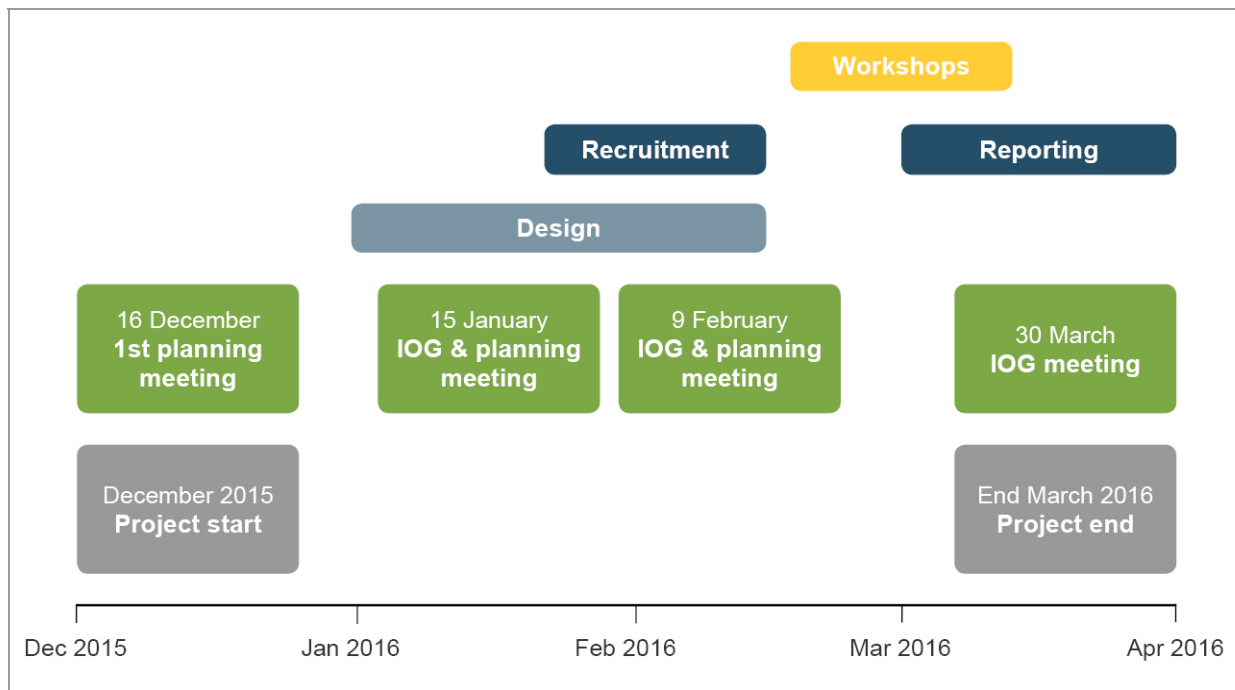 Workshops
Recruitment
Reporting
Design
16 December
1st planning
meeting
15 January
IOG & planning
meeting
9 February
IOG & planning
meeting
30 March
IOG meeting
December 2015
Project start
End March 2016
Project end
Dec 2015
Jan 2016
Feb 2016
Mar 2016
Apr 2016